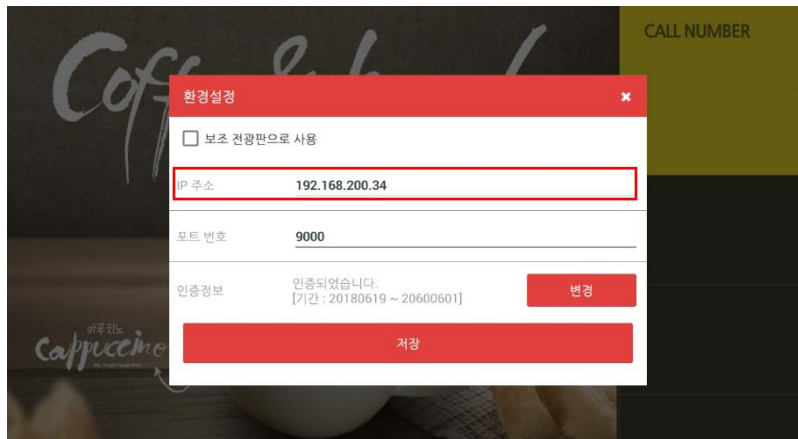 CALL NUMBER
환경설정
보조 전광판으로 사용
IP 주소 192.168.200.34
포트 번호 9000
인증정보 인증되었습니다.
[기간 : 20180619 ~ 20600601]
변경
저장
카푸치노
Cappuccino